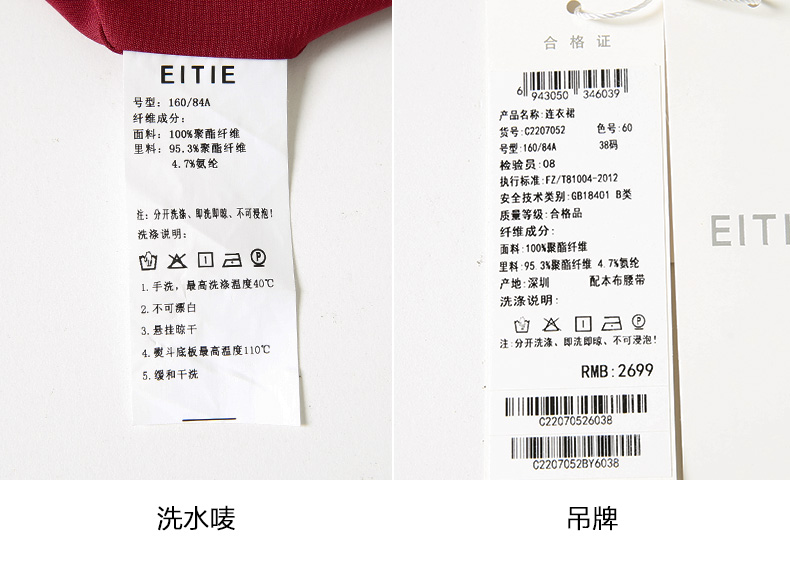 EITIE
号型：160/84A
纤维成分：
面料：100%聚酯纤维
里料：95.3%聚酯纤维
4.7%氨纶
注：分开洗涤、即洗即晾、不可浸泡！
洗涤说明：
1.手洗，最高洗涤温度40℃
2.不可漂白
3.悬挂晾干
4.熨斗底板最高温度110℃
5.缓和干洗
洗水唛
合格证
6 943050 346039
产品名称:连衣裙
货号:C2207052 色号:60
号型:160/84A 38码
检验员:08
执行标准:FZ/T81004-2012
安全技术类别:GB18401 B类
质量等级:合格品
纤维成分:
面料:100%聚酯纤维
里料:95.3%聚酯纤维 4.7%氨纶
产地:深圳 配本布腰带
洗涤说明:
P
注:分开洗涤、即洗即晾、不可浸泡!
RMB:2699
C22070526038
C2207052BY6038
EITI
吊牌